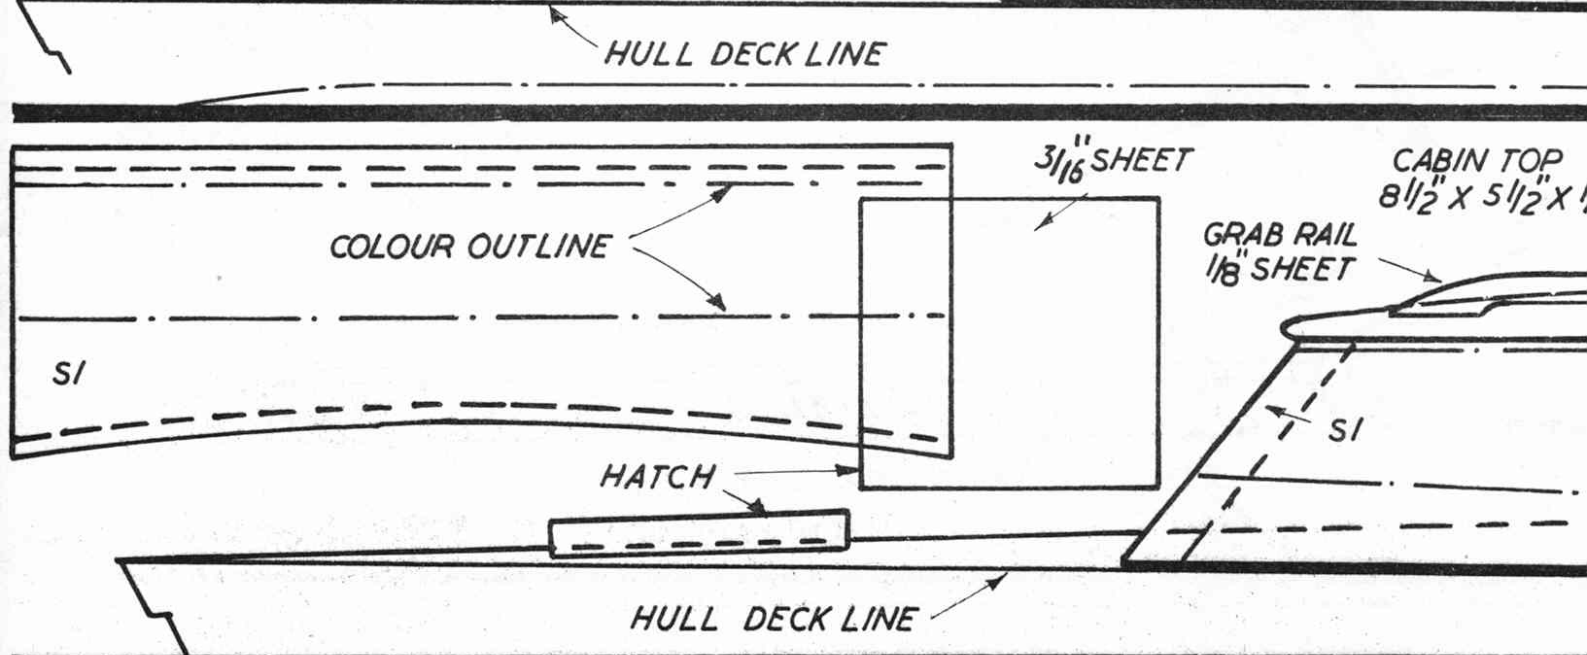 HULL DECK LINE
3/16" SHEET
CABIN TOP
8 1/2" X 5 1/2" X
GRAB RAIL
1/8" SHEET
COLOUR OUTLINE
S1
S1
HATCH
HULL DECK LINE